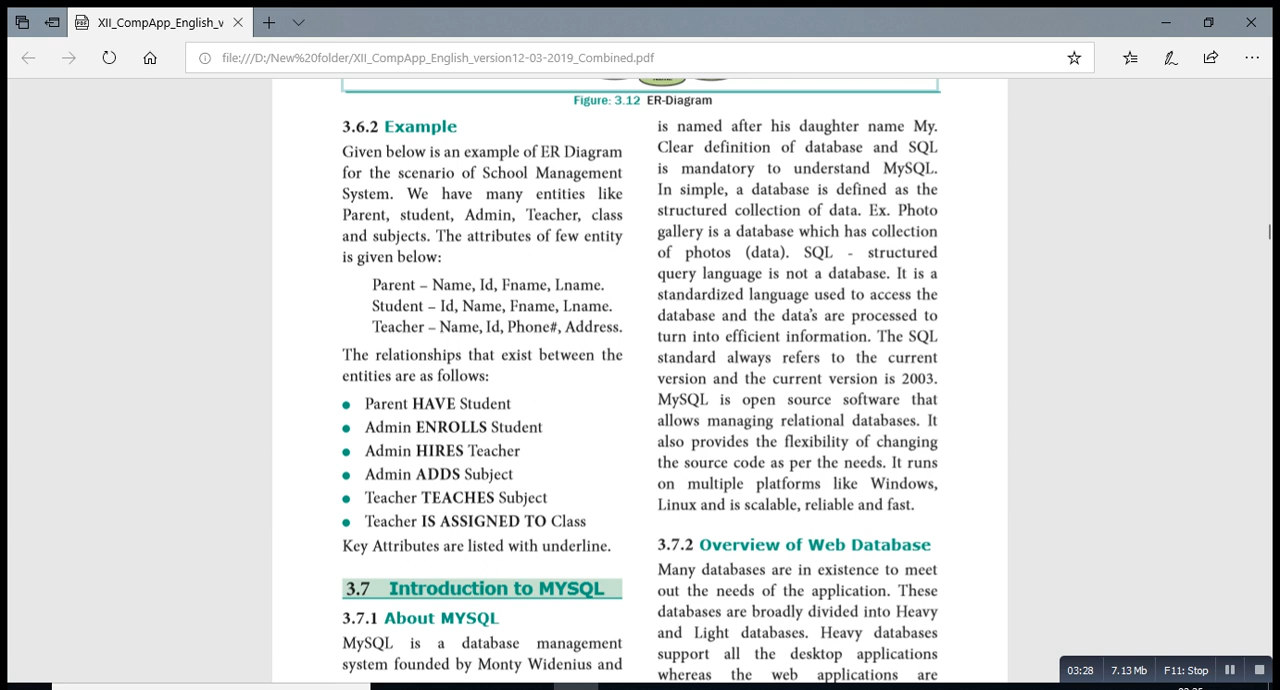 XII_CompApp_English_v
file:///D:/New%20folder/XII_CompApp_English_version12-03-2019_Combined.pdf
Figure: 3.12 ER-Diagram
3.6.2 Example
Given below is an example of ER Diagram
for the scenario of School Management
System. We have many entities like
Parent, student, Admin, Teacher, class
and subjects. The attributes of few entity
is given below:
Parent – Name, Id, Fname, Lname.
Student – Id, Name, Fname, Lname.
Teacher – Name, Id, Phone#, Address.
The relationships that exist between the
entities are as follows:
● Parent HAVE Student
● Admin ENROLLS Student
● Admin HIRES Teacher
● Admin ADDS Subject
● Teacher TEACHES Subject
● Teacher IS ASSIGNED TO Class
Key Attributes are listed with underline.
3.7 Introduction to MYSQL
3.7.1 About MYSQL
MySQL is a database management
system founded by Monty Widenius and
is named after his daughter name My.
Clear definition of database and SQL
is mandatory to understand MySQL.
In simple, a database is defined as the
structured collection of data. Ex. Photo
gallery is a database which has collection
of photos (data). SQL - structured
query language is not a database. It is a
standardized language used to access the
database and the data's are processed to
turn into efficient information. The SQL
standard always refers to the current
version and the current version is 2003.
MySQL is open source software that
allows managing relational databases. It
also provides the flexibility of changing
the source code as per the needs. It runs
on multiple platforms like Windows,
Linux and is scalable, reliable and fast.
3.7.2 Overview of Web Database
Many databases are in existence to meet
out the needs of the application. These
databases are broadly divided into Heavy
and Light databases. Heavy databases
support all the desktop applications
whereas the web applications are
03:28 7.13 Mb F11: Stop